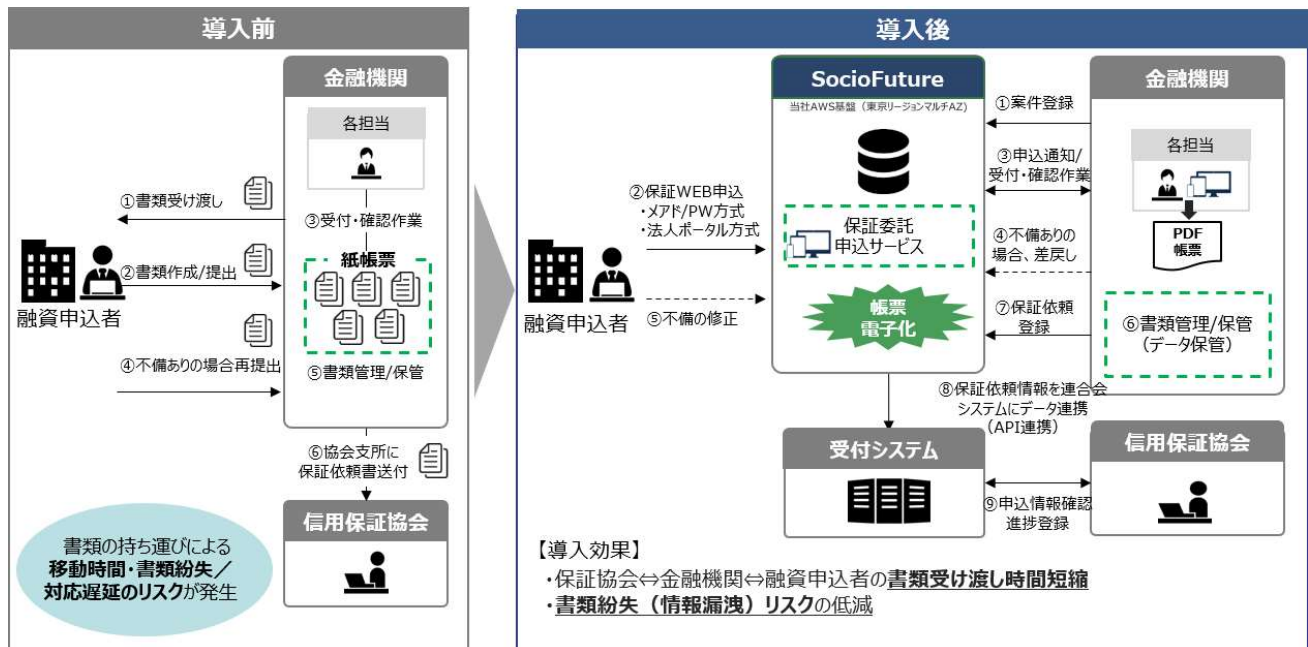 導入前
金融機関
各担当
①書類受け渡し
③受付・確認作業
②書類作成/提出
紙帳票
融資申込者
④不備ありの場合再提出
⑤書類管理/保管
⑥協会支所に
保証依頼書送付
信用保証協会
書類の持ち運びによる
移動時間・書類紛失／
対応遅延のリスクが発生
導入後
SocioFuture
当社AWS基盤（東京リージョンマルチAZ）
金融機関
①案件登録
各担当
③申込通知/
受付・確認作業
②保証WEB申込
・メアド/PW方式
・法人ポータル方式
保証委託
申込サービス
PDF
帳票
④不備ありの
場合、差戻し
融資申込者
⑤不備の修正
帳票
電子化
⑦保証依頼
登録
⑥書類管理/保管
（データ保管）
⑧保証依頼情報を連合会
システムにデータ連携
（API連携）
受付システム
信用保証協会
⑨申込情報確認
進捗登録
【導入効果】
・保証協会⇔金融機関⇔融資申込者の書類受け渡し時間短縮
・書類紛失（情報漏洩）リスクの低減